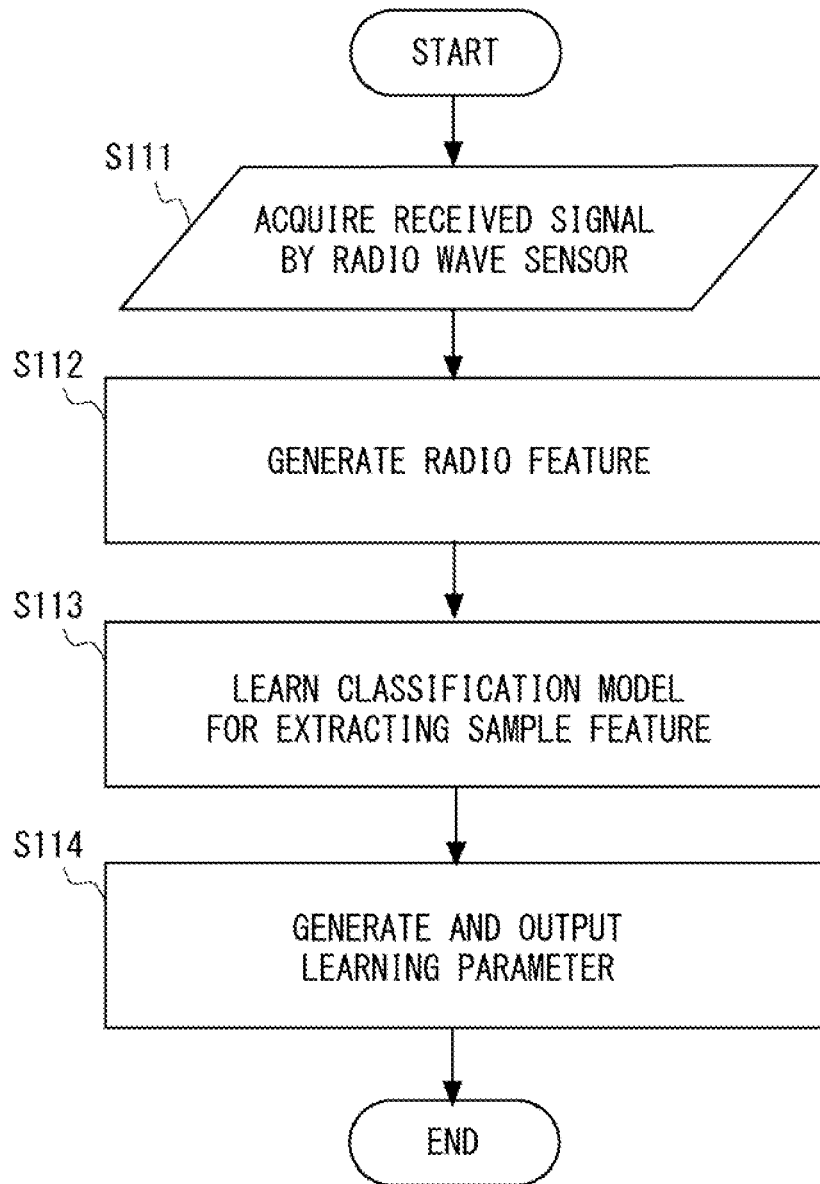 START
S111
ACQUIRE RECEIVED SIGNAL
BY RADIO WAVE SENSOR
S112
GENERATE RADIO FEATURE
S113
LEARN CLASSIFICATION MODEL
FOR EXTRACTING SAMPLE FEATURE
S114
GENERATE AND OUTPUT
LEARNING PARAMETER
END